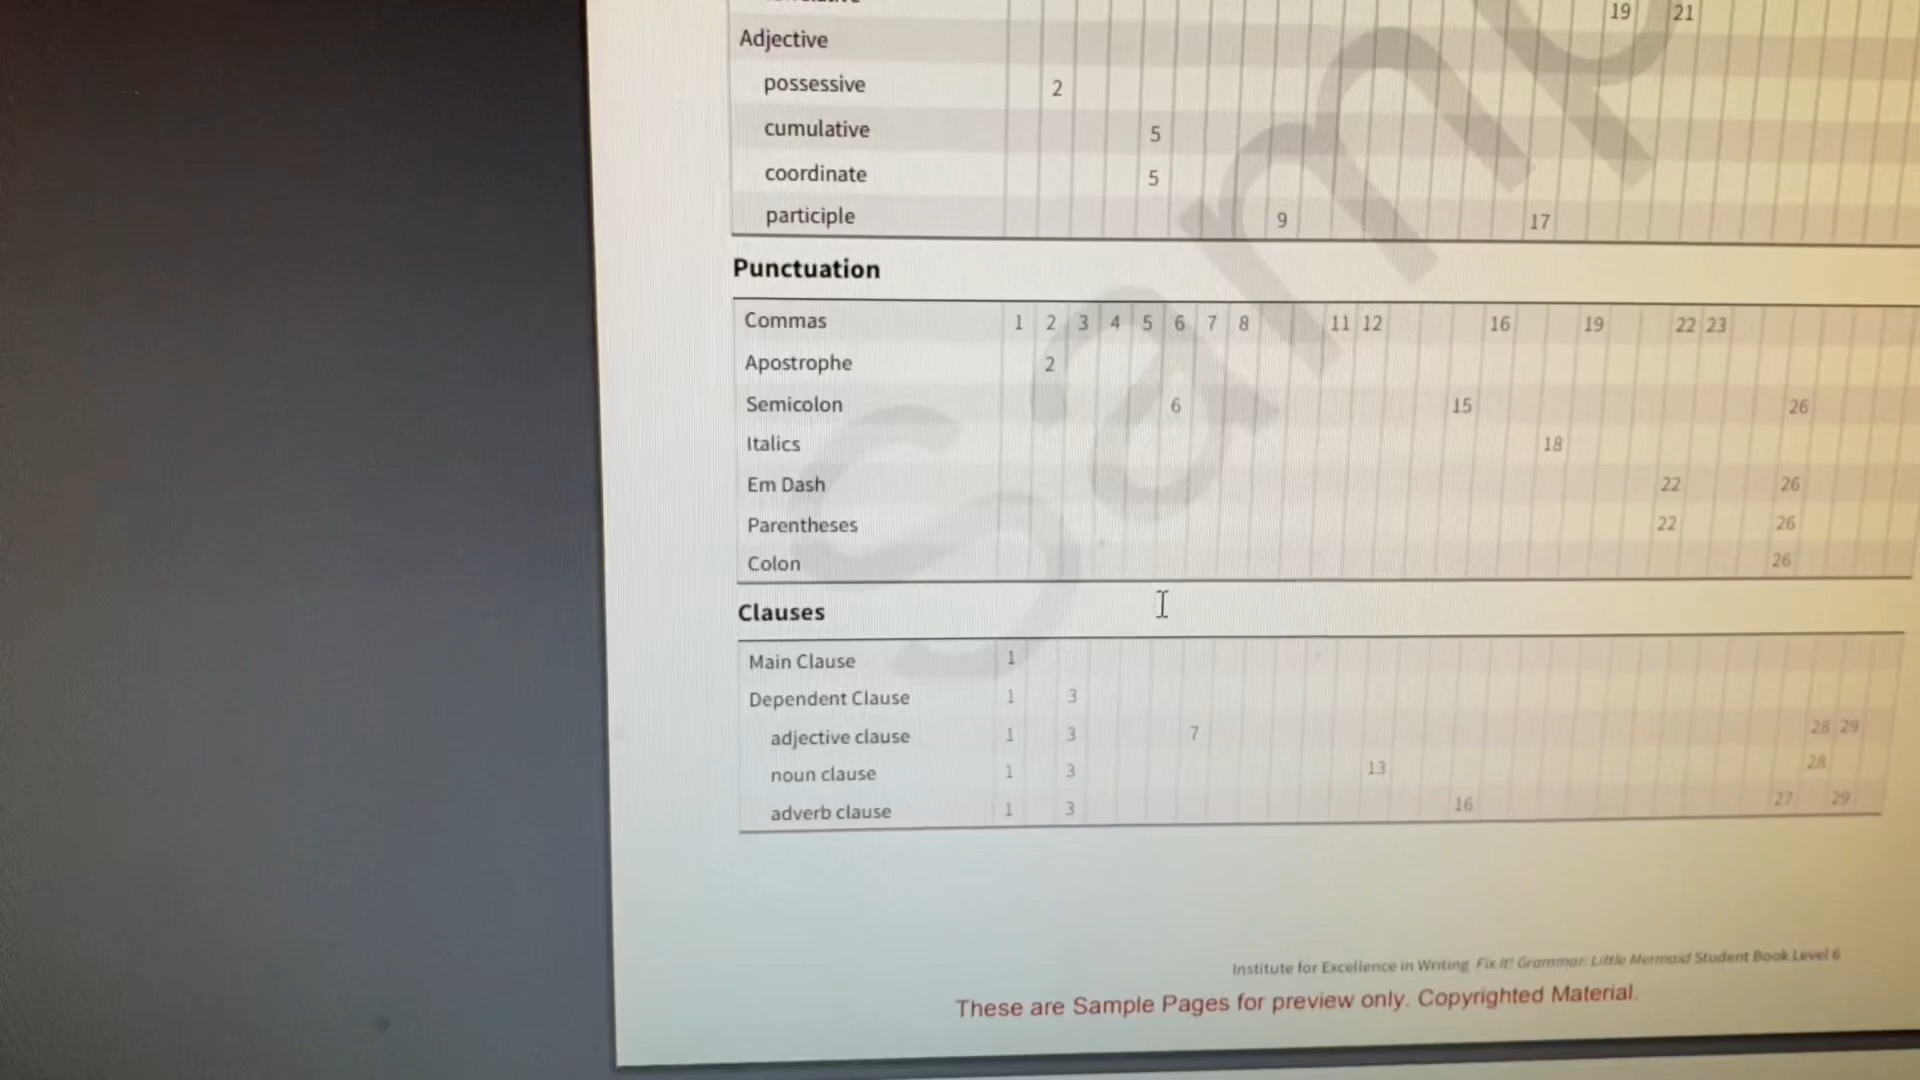 19 21
Adjective
possessive 2
cumulative 5
coordinate 5
participle 9 17
Punctuation
Commas 1 2 3 4 5 6 7 8 11 12 16 19 22 23
Apostrophe 2
Semicolon 6 15 26
Italics 18
Em Dash 22 26
Parentheses 22 26
Colon 26
Clauses
Main Clause 1
Dependent Clause 1 3
adjective clause 1 3 7 28 29
noun clause 1 3 13 28
adverb clause 1 3 16 27 29
Institute for Excellence in Writing Fix It! Grammar: Little Mermaid Student Book Level 6
These are Sample Pages for preview only. Copyrighted Material.